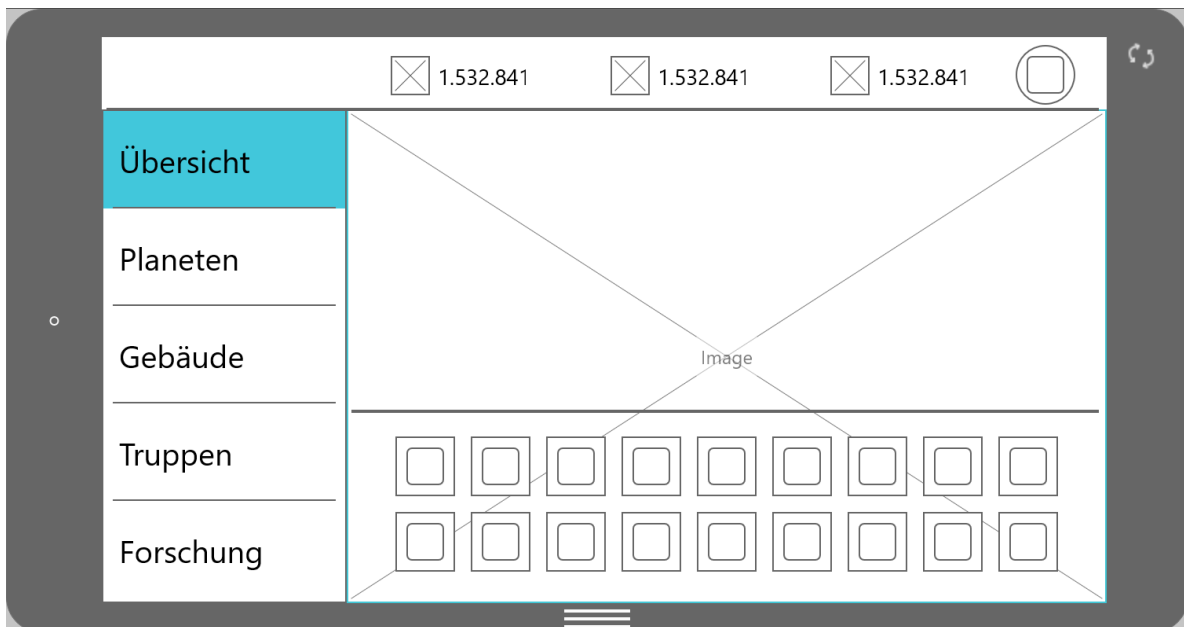 1.532.841 1.532.841 1.532.841
Übersicht
Planeten
Gebäude
Truppen
Forschung
Image